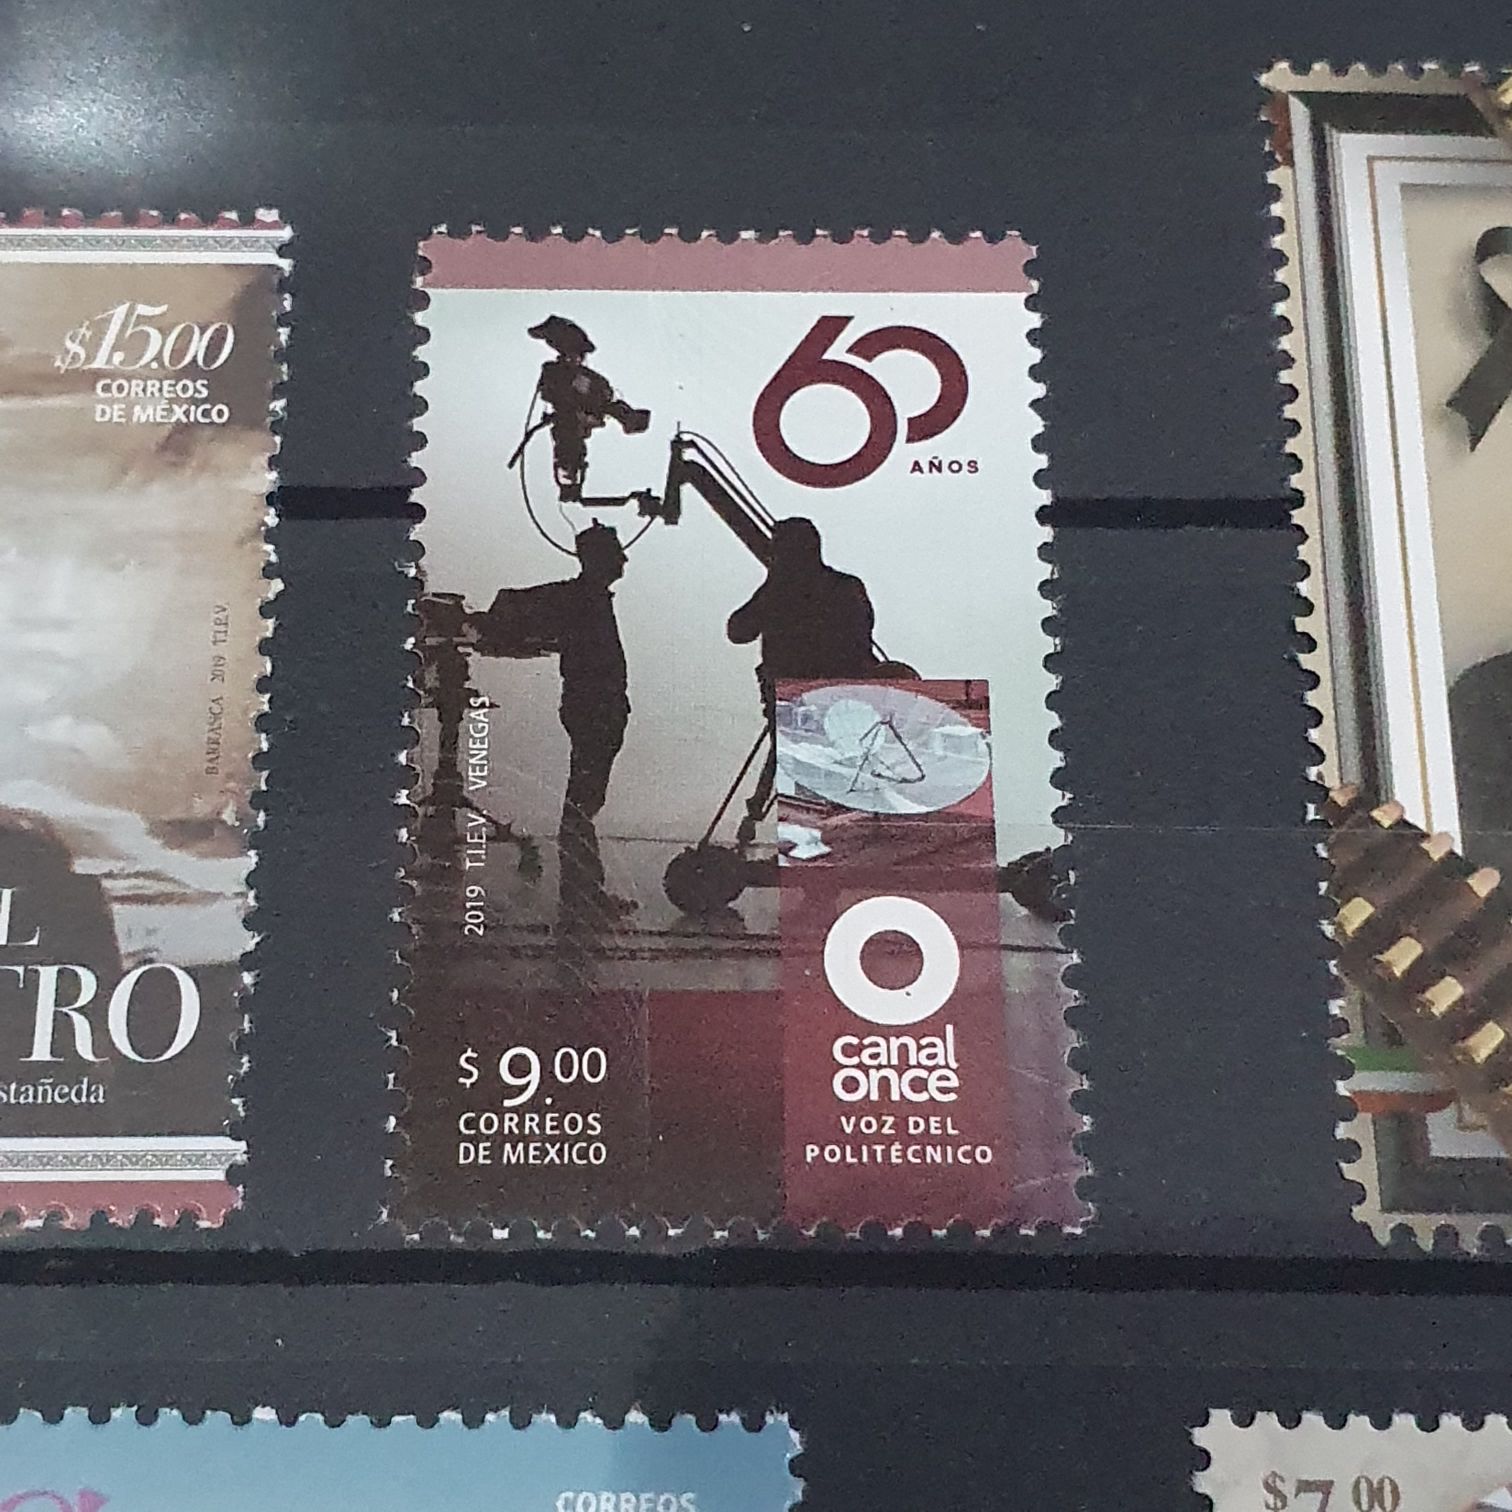 $15.00
CORREOS
DE MÉXICO
BARRASCA 2019 T.I.E.V.
L
TRO
stañeda
60
AÑOS
2019 T.I.E.V. VENEGAS
$ 9.00
CORREOS
DE MEXICO
canal
once
VOZ DEL
POLITÉCNICO
CORREOS
$7.00